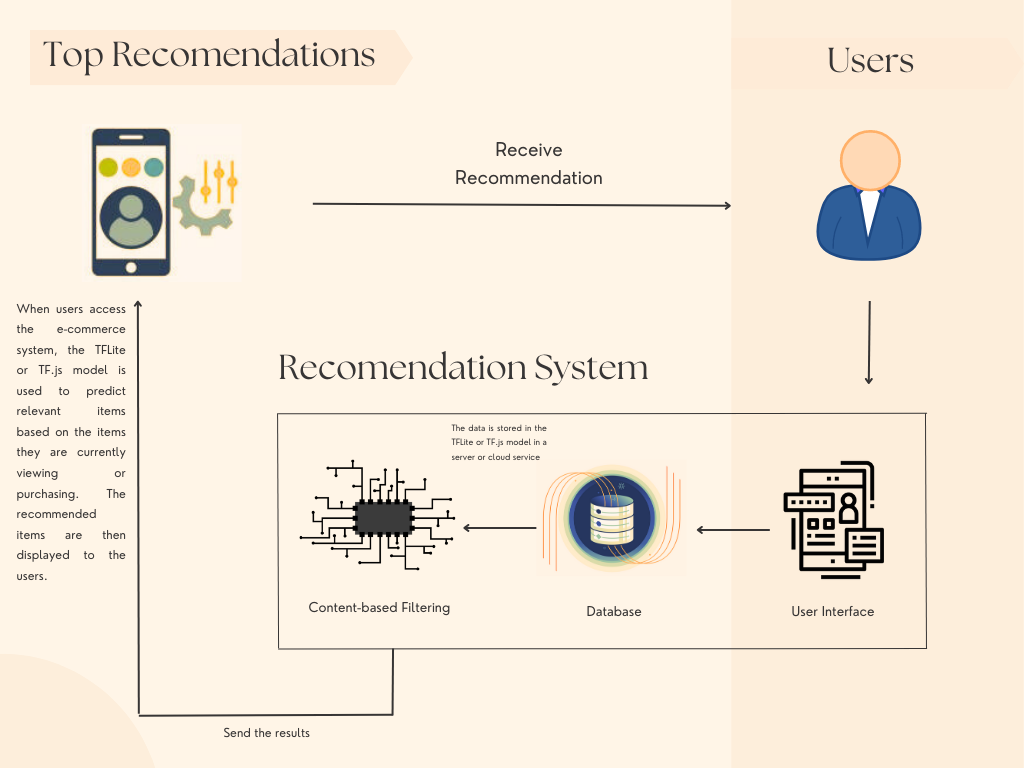 Top Recomendations
Users
Receive
Recommendation
When users access
the e-commerce
system, the TFLite
or TF.js model is
used to predict
relevant items
based on the items
they are currently
viewing or
purchasing. The
recommended
items are then
displayed to the
users.
Recomendation System
The data is stored in the
TFLite or TF.js model in a
server or cloud service
Content-based Filtering
Database
User Interface
Send the results